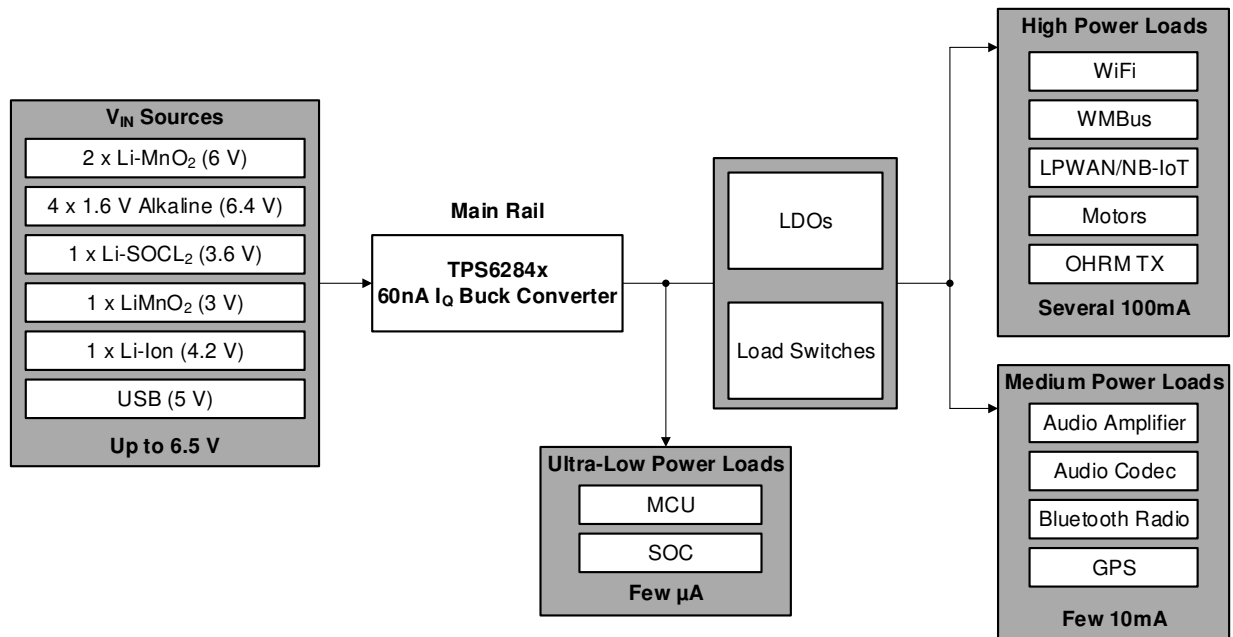 V_IN Sources
2 x Li-MnO₂ (6 V)
4 x 1.6 V Alkaline (6.4 V)
1 x Li-SOCL₂ (3.6 V)
1 x LiMnO₂ (3 V)
1 x Li-Ion (4.2 V)
USB (5 V)
Up to 6.5 V
Main Rail
TPS6284x
60nA I_Q Buck Converter
LDOs
Load Switches
Ultra-Low Power Loads
MCU
SOC
Few µA
High Power Loads
WiFi
WMBus
LPWAN/NB-IoT
Motors
OHRM TX
Several 100mA
Medium Power Loads
Audio Amplifier
Audio Codec
Bluetooth Radio
GPS
Few 10mA